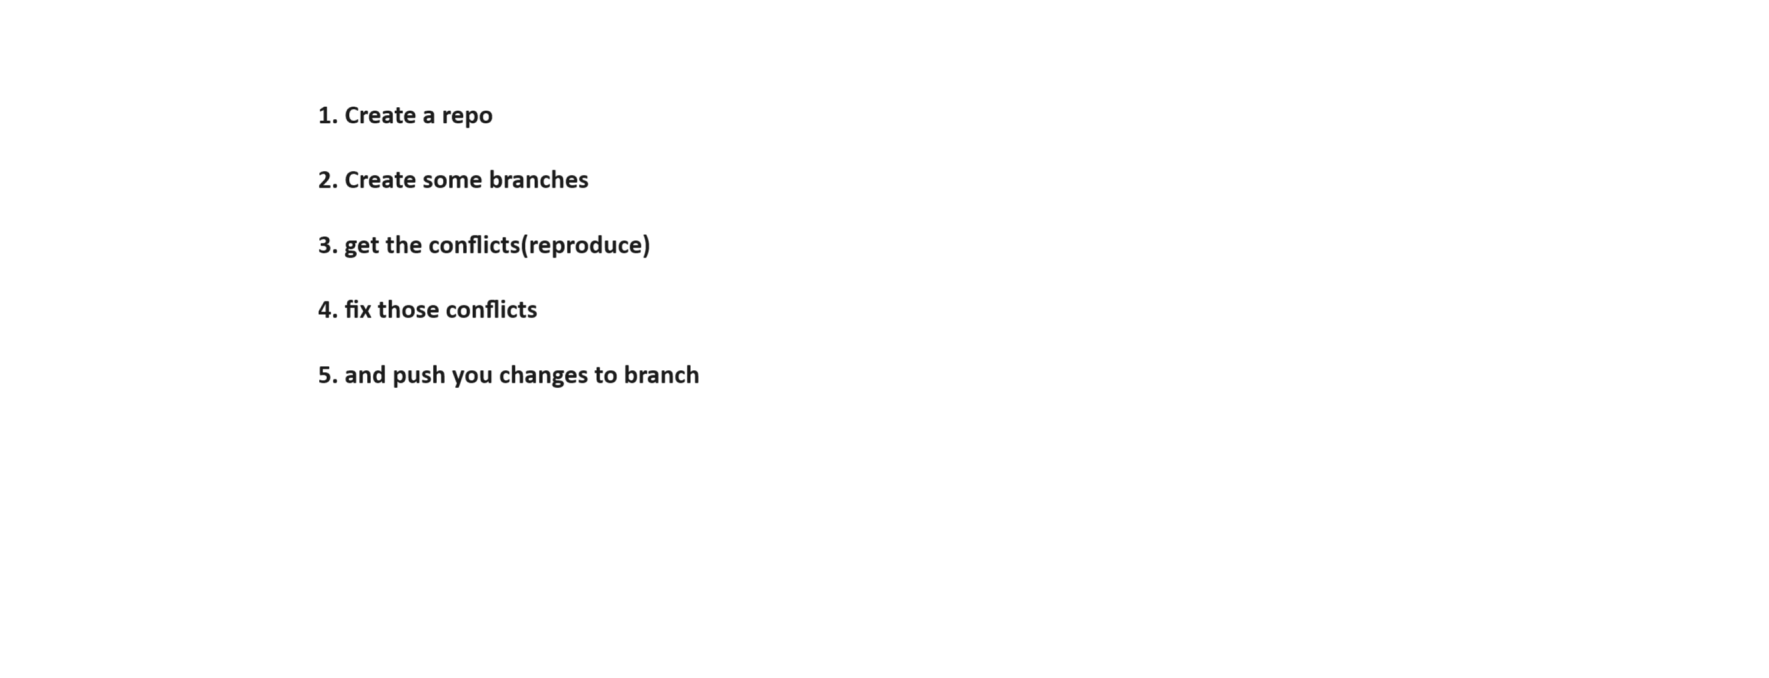 1. Create a repo
2. Create some branches
3. get the conflicts(reproduce)
4. fix those conflicts
5. and push you changes to branch